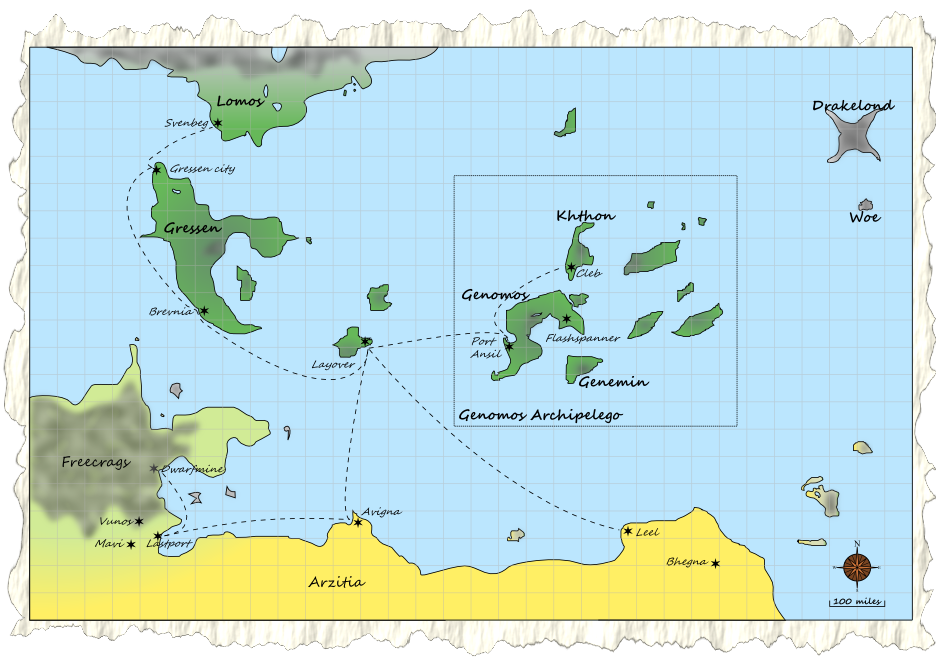 Lomos
Drakelond
Svenbeg
Gressen city
Woe
Khthon
Gressen
Cleb
Genomos
Brevnia
Flashspanner
Port
Ansil
Layover
Genemin
Genomos Archipelego
Freecrags
Dwarfmine
Avigna
Vunos
Leel
Mavi
Lastport
N
Bhegna
Arzitia
100 miles